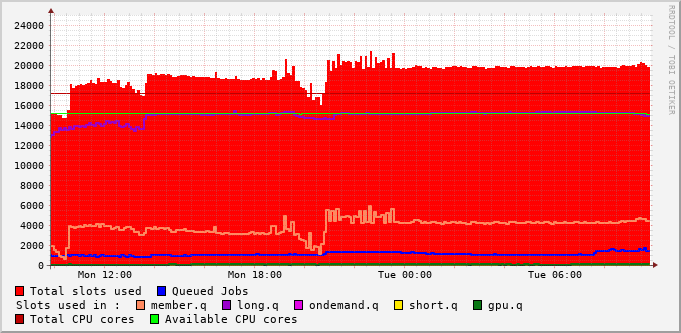 RRDTOOL / TOBI OETIKER
24000
22000
20000
18000
16000
14000
12000
10000
8000
6000
4000
2000
0
Mon 12:00 Mon 18:00 Tue 00:00 Tue 06:00
Total slots used Queued Jobs
Slots used in : member.q long.q ondemand.q short.q gpu.q
Total CPU cores Available CPU cores